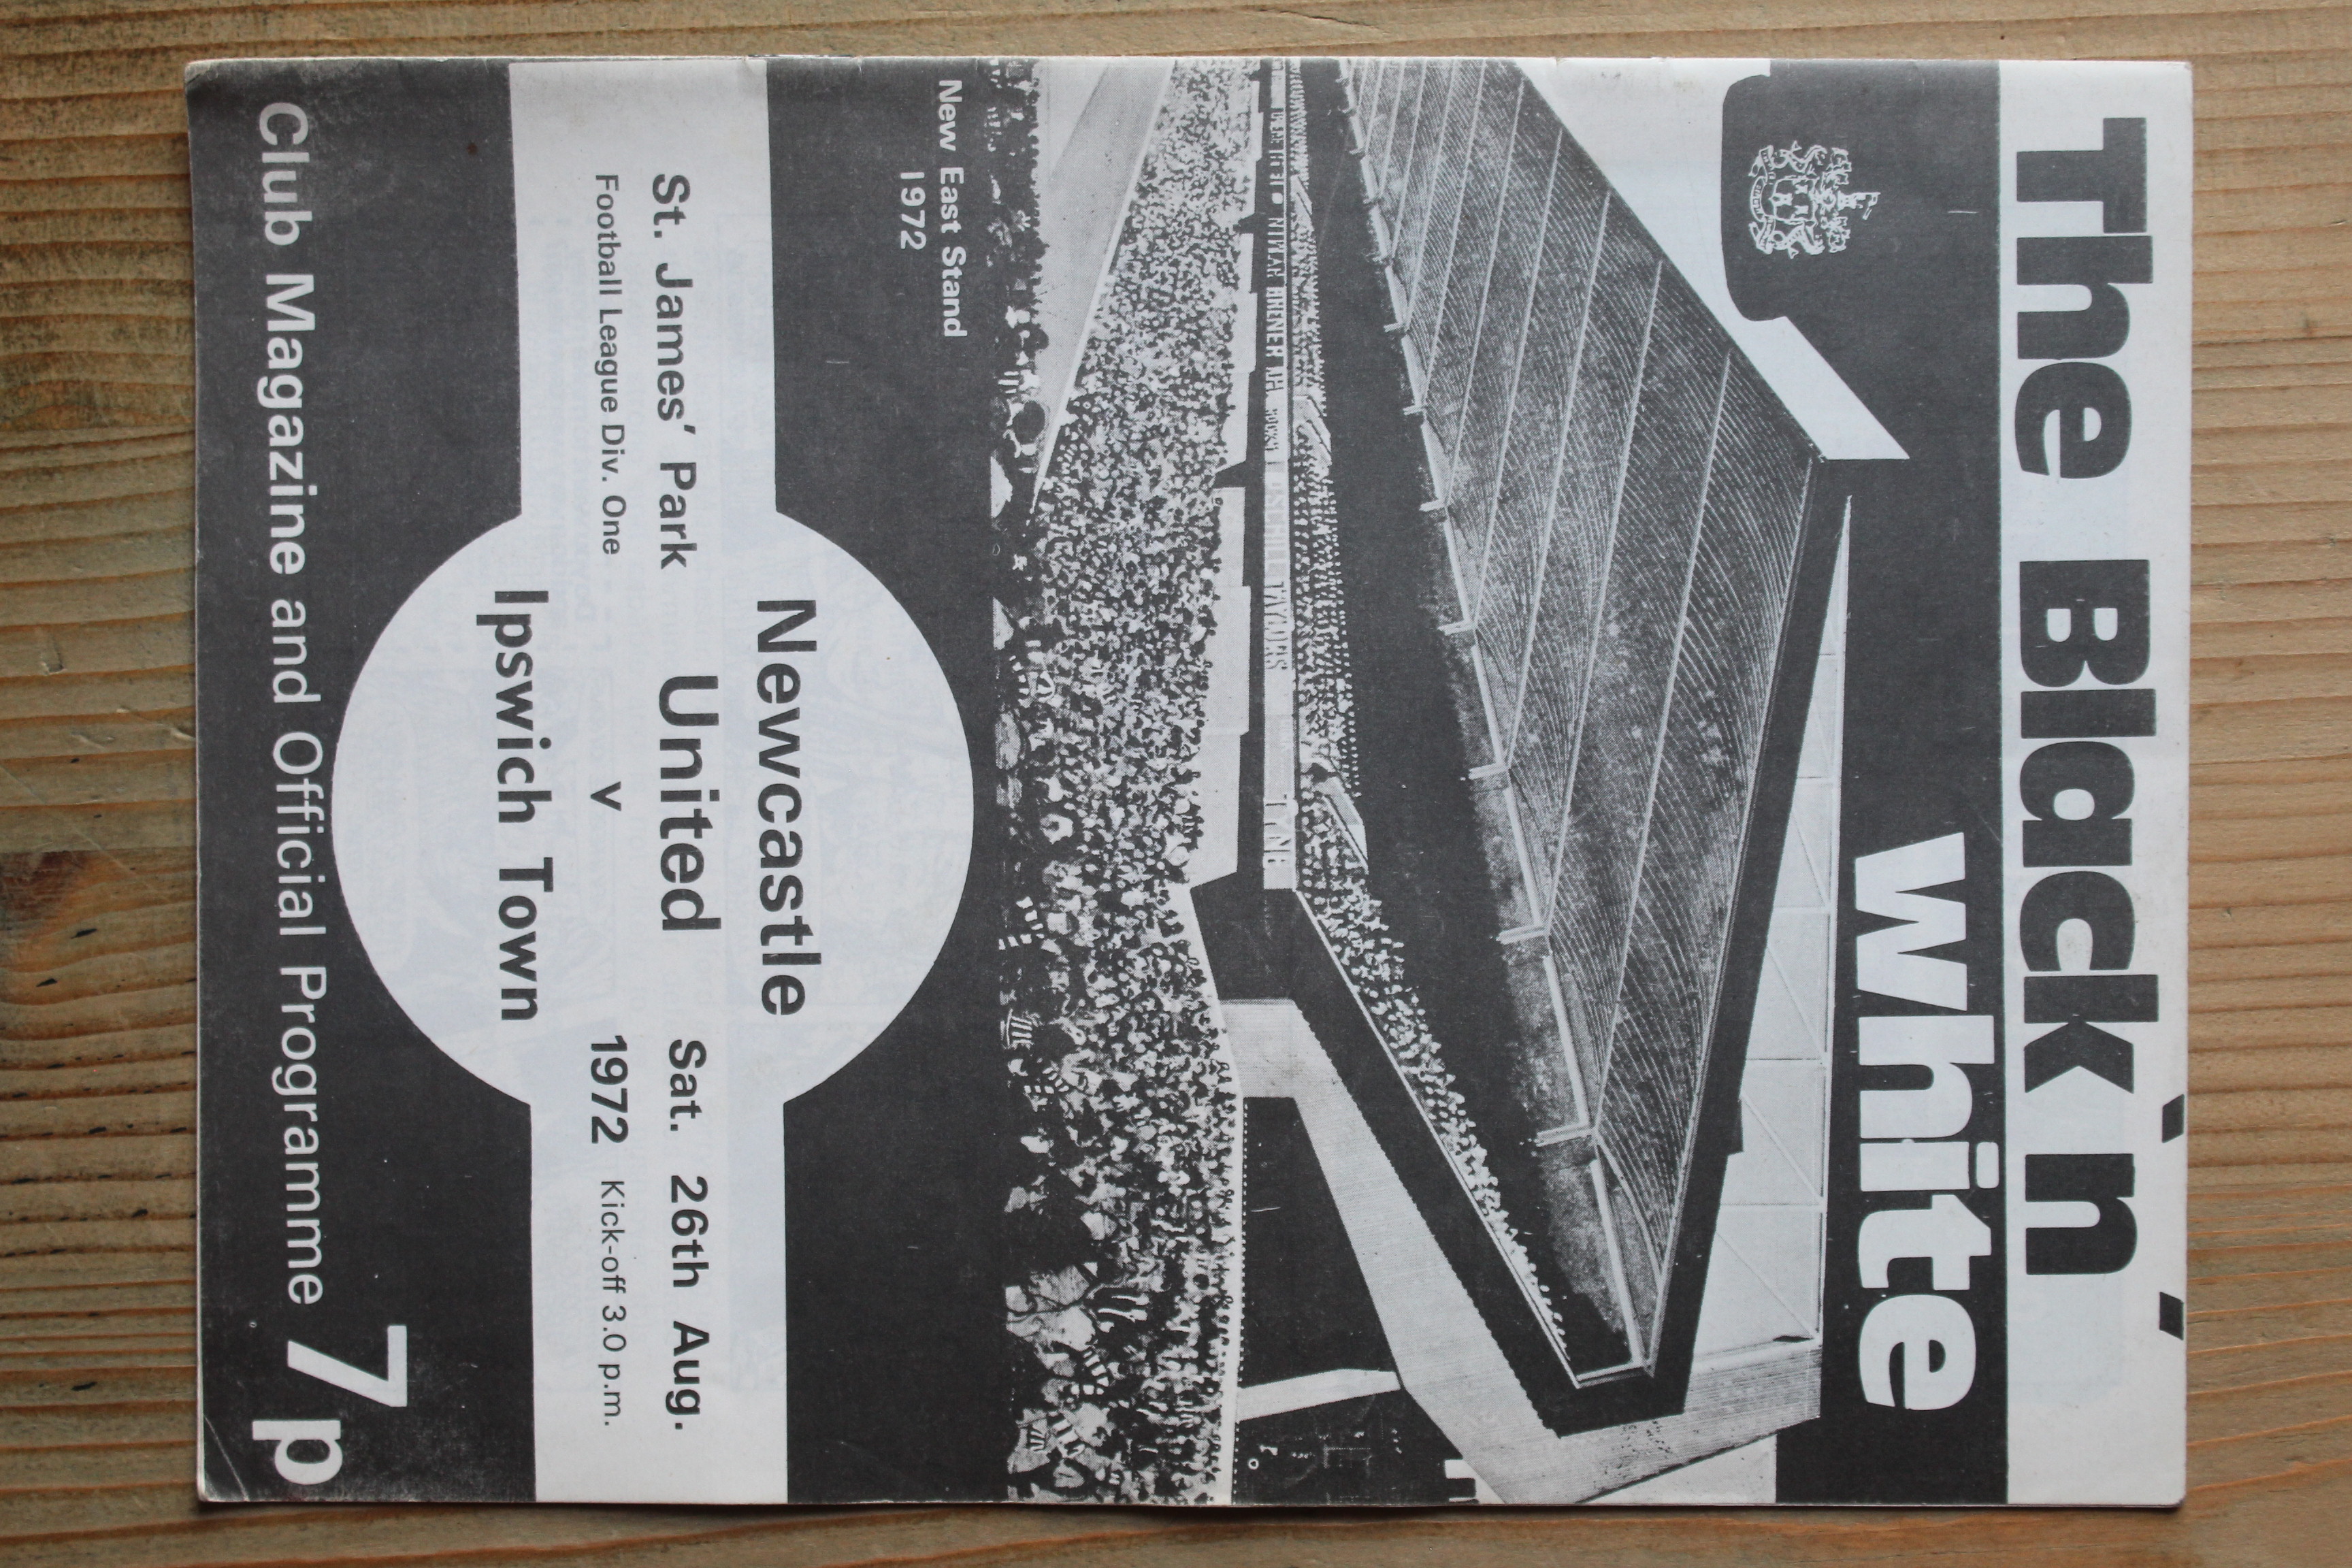 The Black 'n'
White
New East Stand
1972
Newcastle
St. James' Park United Sat. 26th Aug.
Football League Div. One v 1972 Kick-off 3.0 p.m.
Ipswich Town
Club Magazine and Official Programme 7p